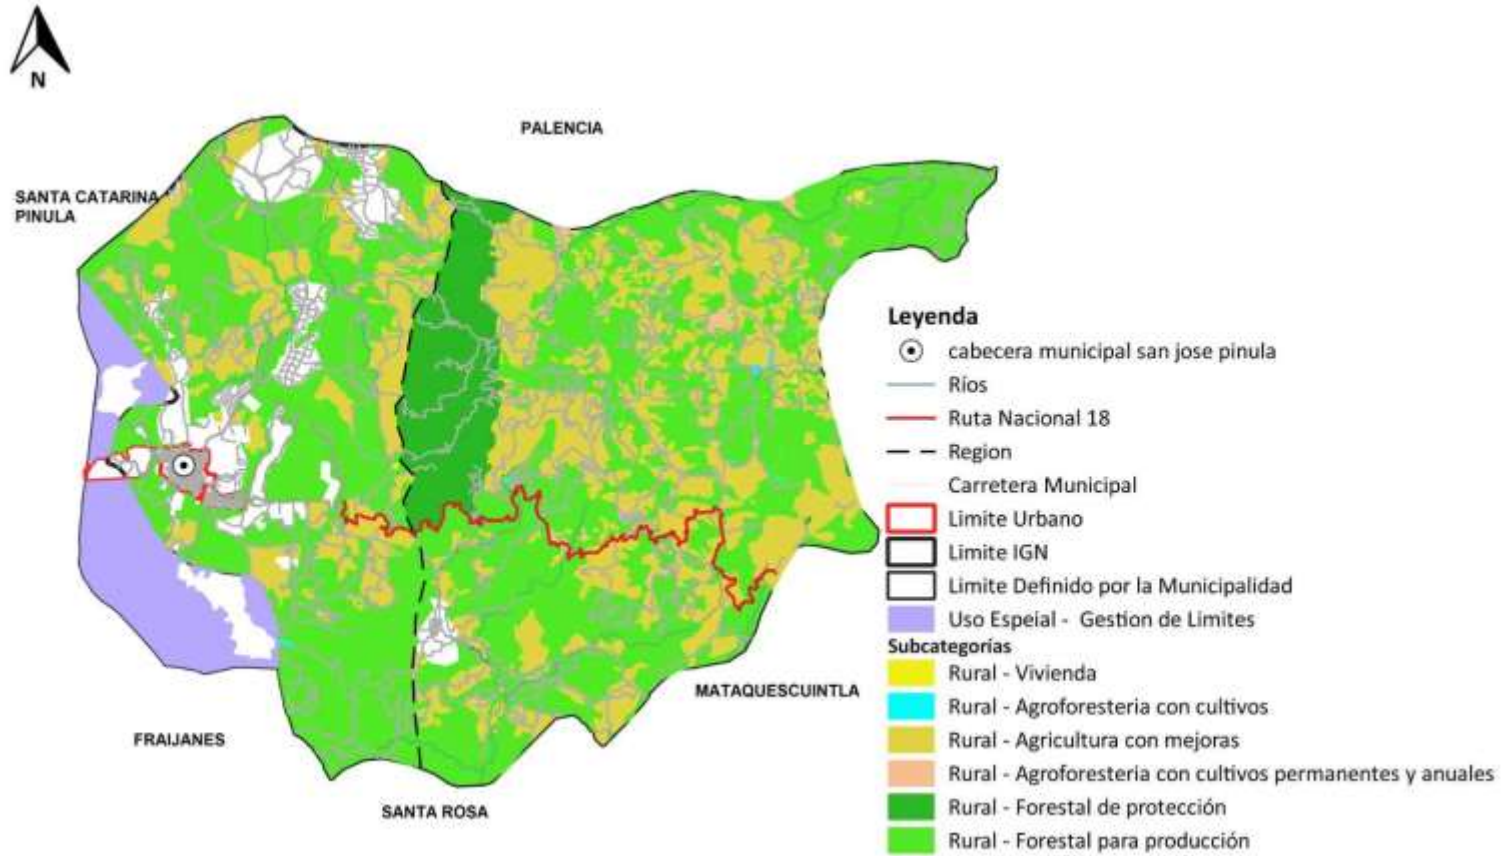 N
PALENCIA
SANTA CATARINA
PINULA
FRAIJANES
SANTA ROSA
MATAQUESCUINTLA
Leyenda
cabecera municipal san jose pinula
Ríos
Ruta Nacional 18
Region
Carretera Municipal
Limite Urbano
Limite IGN
Limite Definido por la Municipalidad
Uso Espeial - Gestion de Limites
Subcategorías
Rural - Vivienda
Rural - Agroforesteria con cultivos
Rural - Agricultura con mejoras
Rural - Agroforesteria con cultivos permanentes y anuales
Rural - Forestal de protección
Rural - Forestal para producción